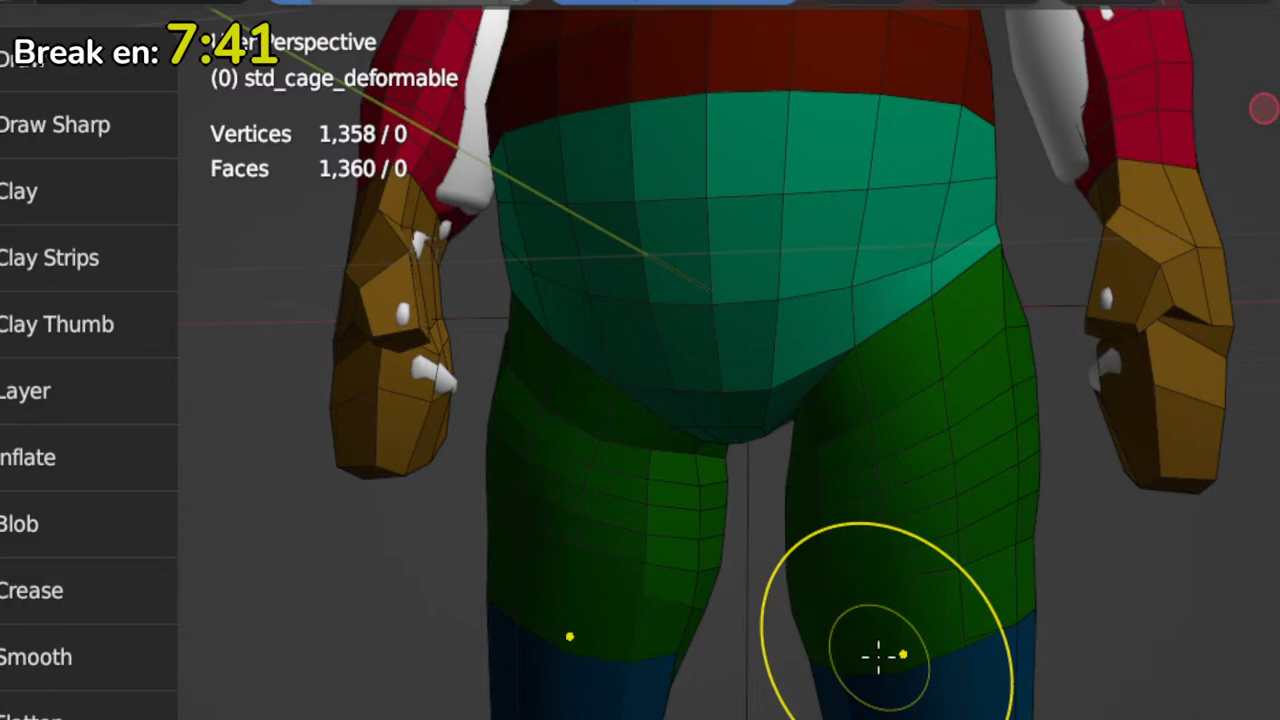 Break en: 7:41
Perspective
(0) std_cage_deformable
Vertices 1,358 / 0
Faces 1,360 / 0
Draw Sharp
Clay
Clay Strips
Clay Thumb
Layer
nflate
Blob
Crease
Smooth